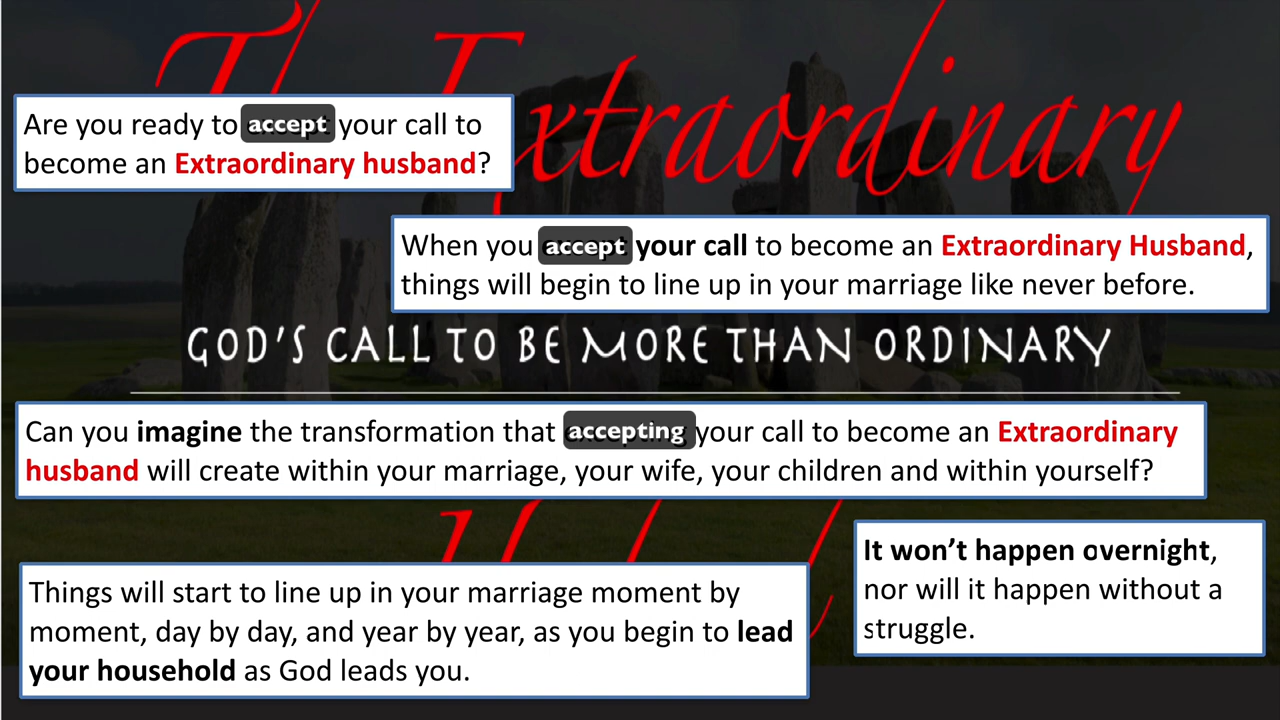 The Extraordinary
Are you ready to accept your call to
become an Extraordinary husband?
When you accept your call to become an Extraordinary Husband,
things will begin to line up in your marriage like never before.
GOD'S CALL TO BE MORE THAN ORDINARY
Can you imagine the transformation that accepting your call to become an Extraordinary
husband will create within your marriage, your wife, your children and within yourself?
It won't happen overnight,
nor will it happen without a
struggle.
Things will start to line up in your marriage moment by
moment, day by day, and year by year, as you begin to lead
your household as God leads you.